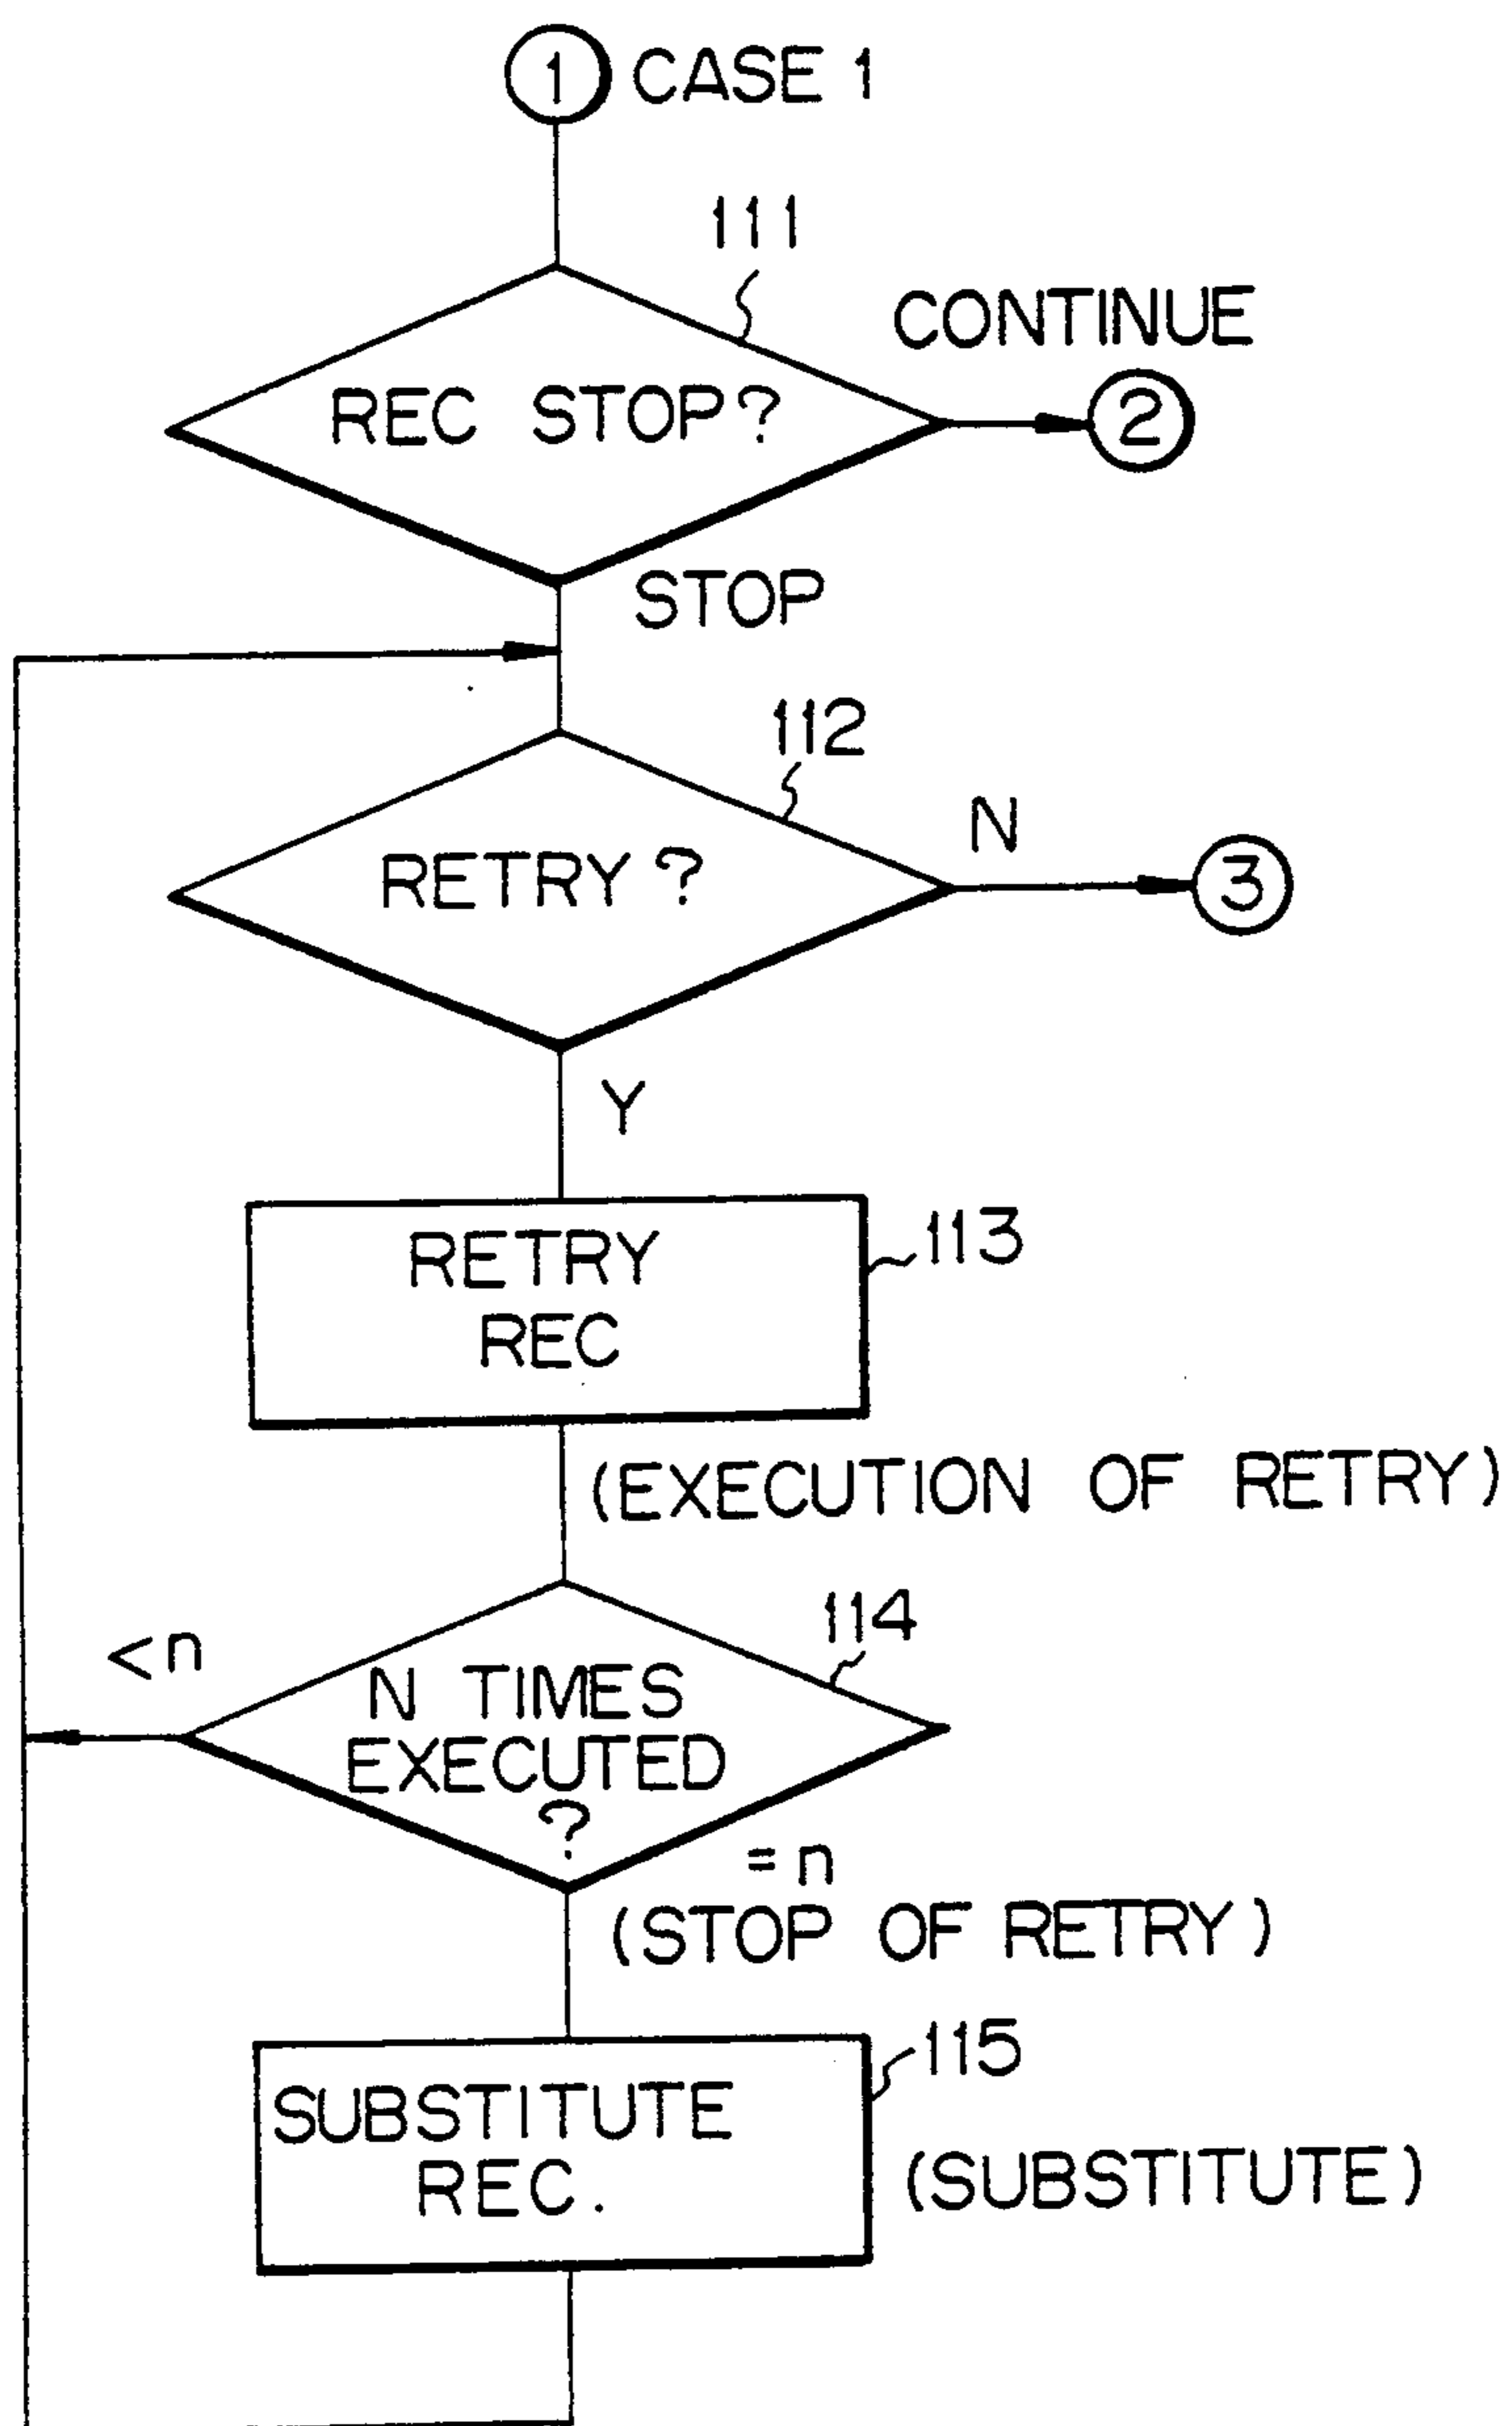 1 CASE 1
111
CONTINUE
REC STOP?
2
STOP
112
N
RETRY?
3
Y
RETRY
REC
113
(EXECUTION OF RETRY)
114
<n
N TIMES
EXECUTED
?
= n
(STOP OF RETRY)
115
SUBSTITUTE
REC.
(SUBSTITUTE)